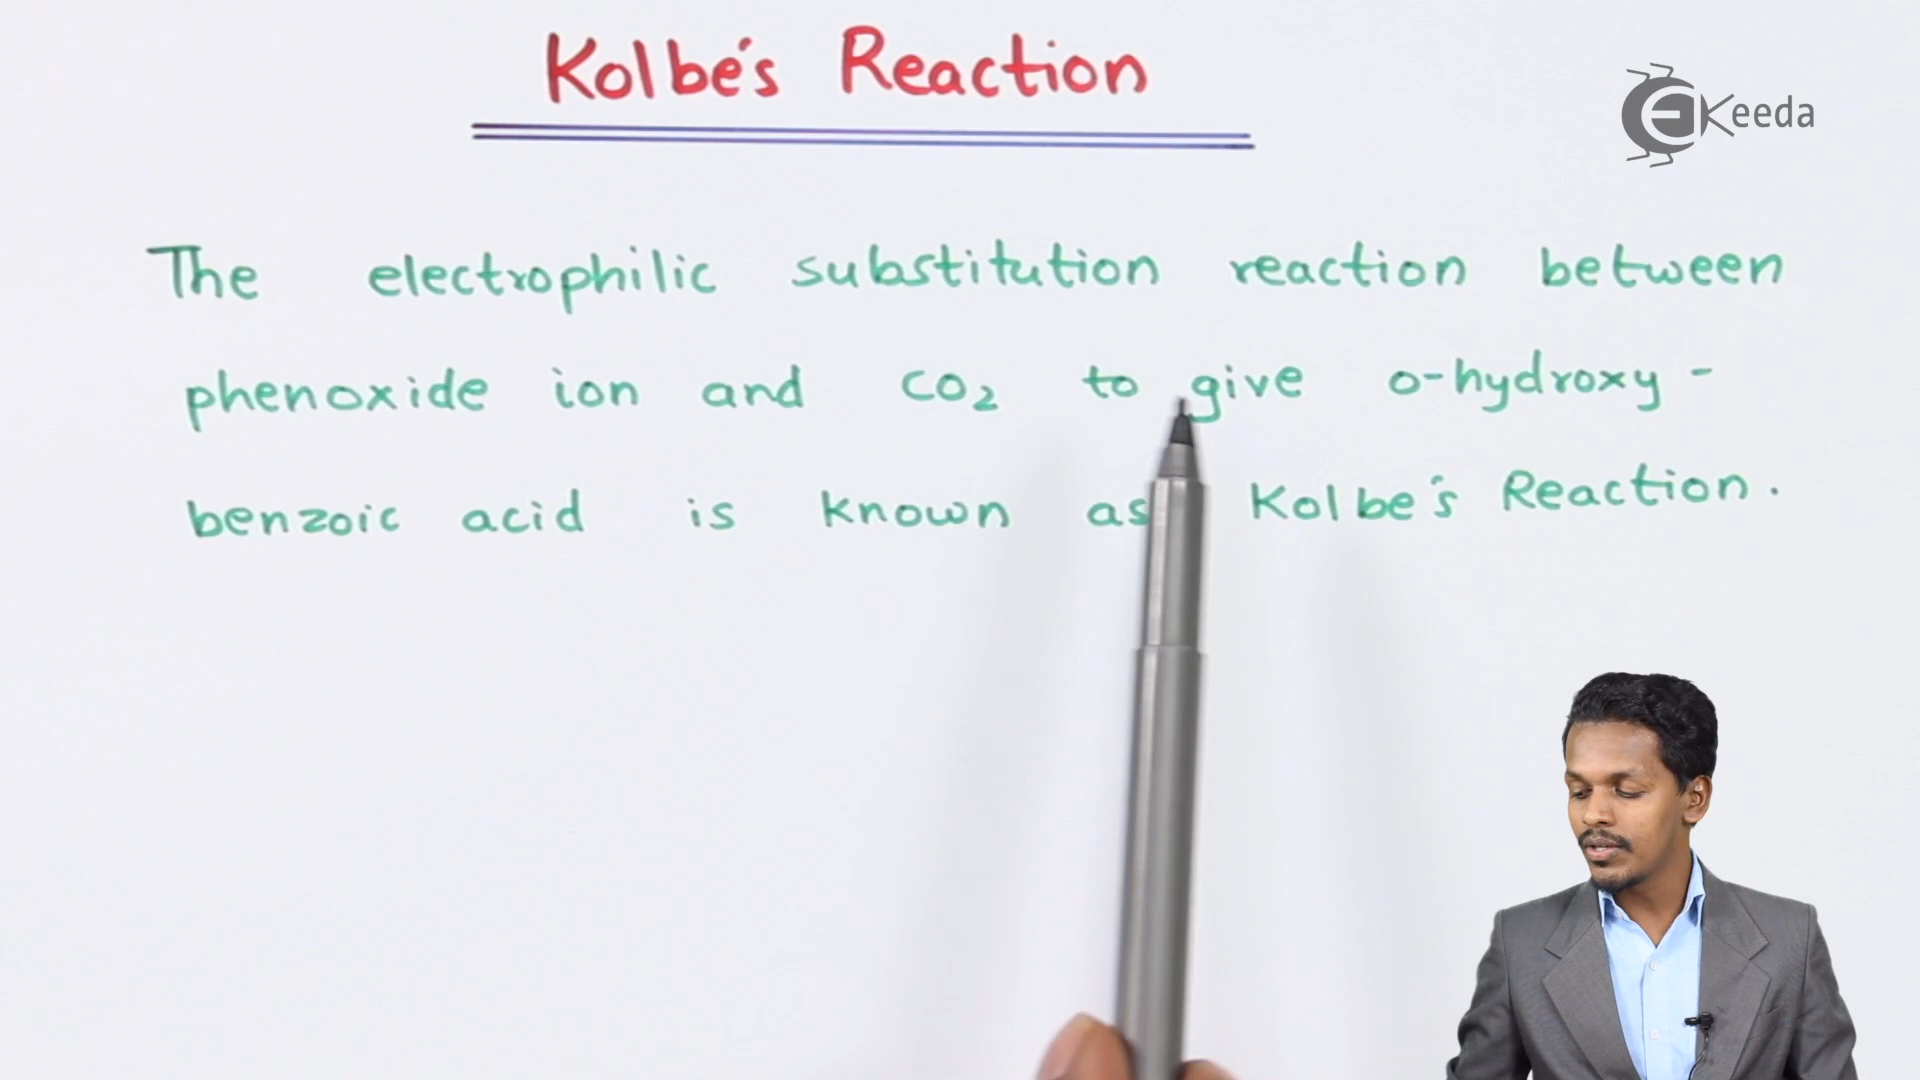 Kolbe's Reaction
EKeeda
The electrophilic substitution reaction between
phenoxide ion and CO₂ to give o-hydroxy-
benzoic acid is known as Kolbe's Reaction.